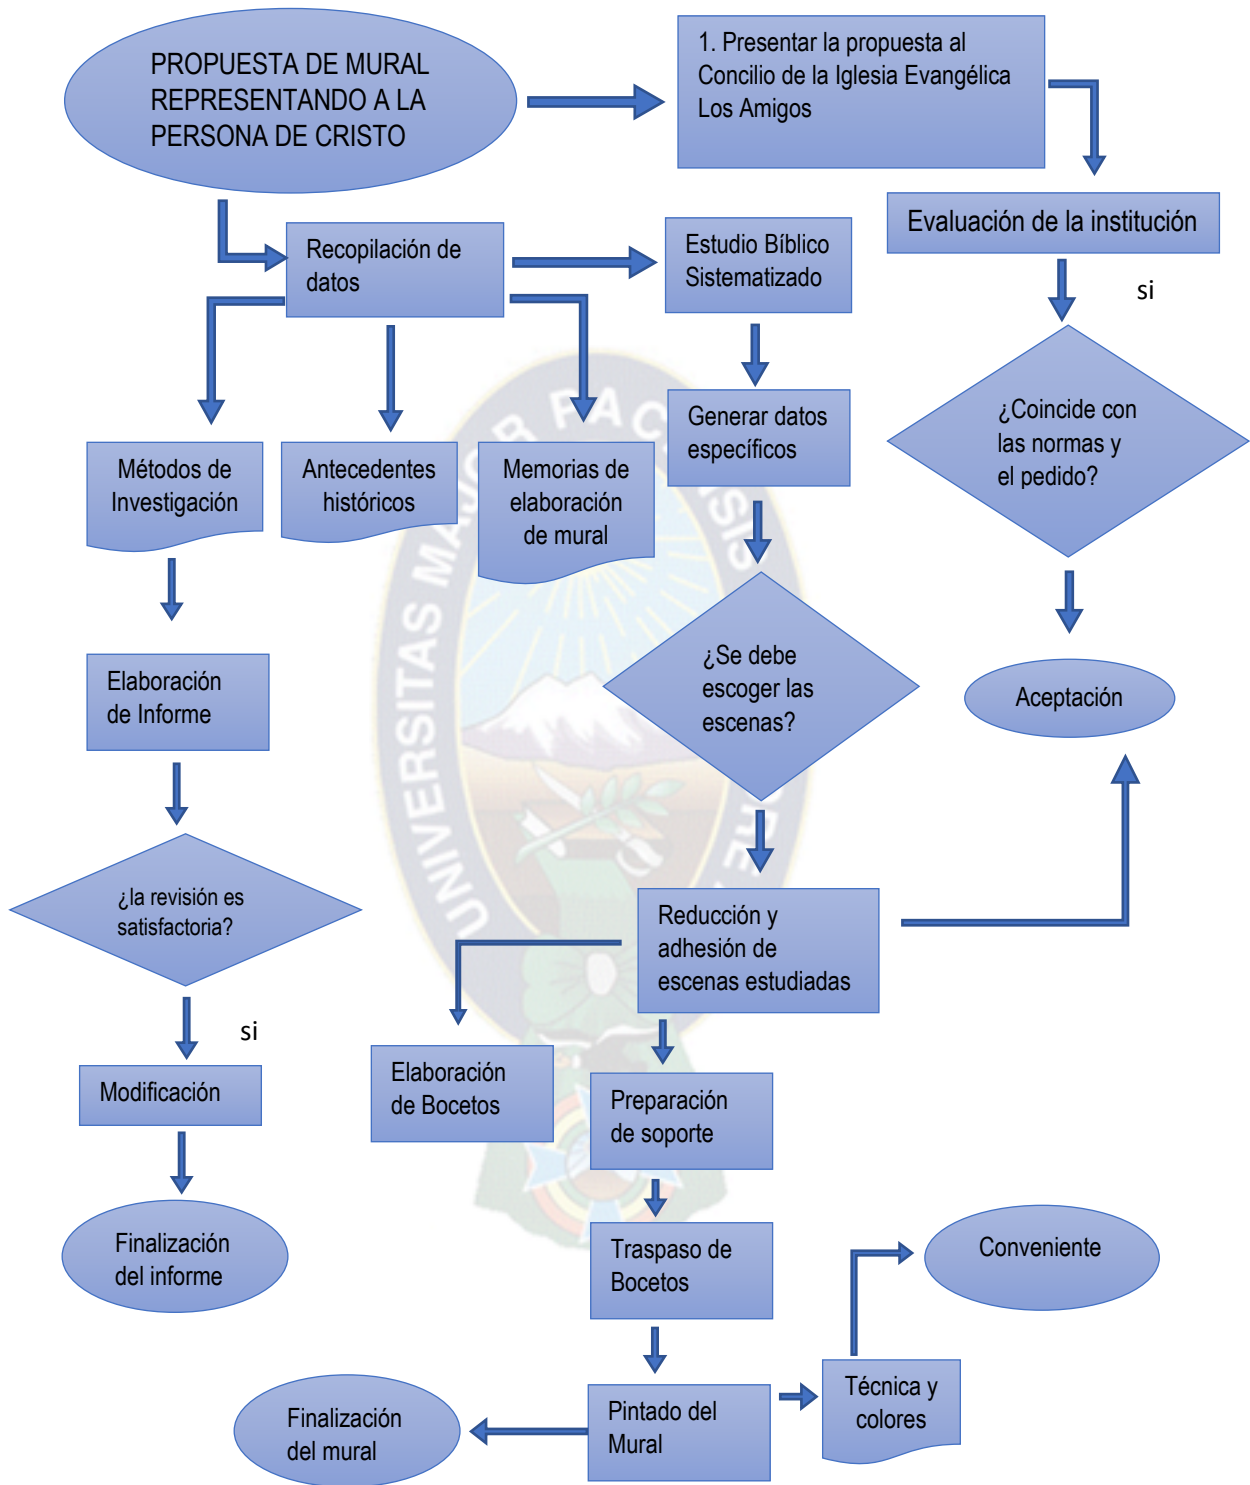 PROPUESTA DE MURAL
REPRESENTANDO A LA
PERSONA DE CRISTO
1. Presentar la propuesta al
Concilio de la Iglesia Evangélica
Los Amigos
Evaluación de la institución
si
¿Coincide con
las normas y
el pedido?
Aceptación
Recopilación de
datos
Estudio Bíblico
Sistematizado
Generar datos
específicos
Métodos de
Investigación
Antecedentes
históricos
Memorias de
elaboración
de mural
¿Se debe
escoger las
escenas?
Elaboración
de Informe
¿la revisión es
satisfactoria?
si
Modificación
Finalización
del informe
Reducción y
adhesión de
escenas estudiadas
Elaboración
de Bocetos
Preparación
de soporte
Traspaso de
Bocetos
Pintado del
Mural
Técnica y
colores
Conveniente
Finalización
del mural
UNIVERSITAS MAJOR